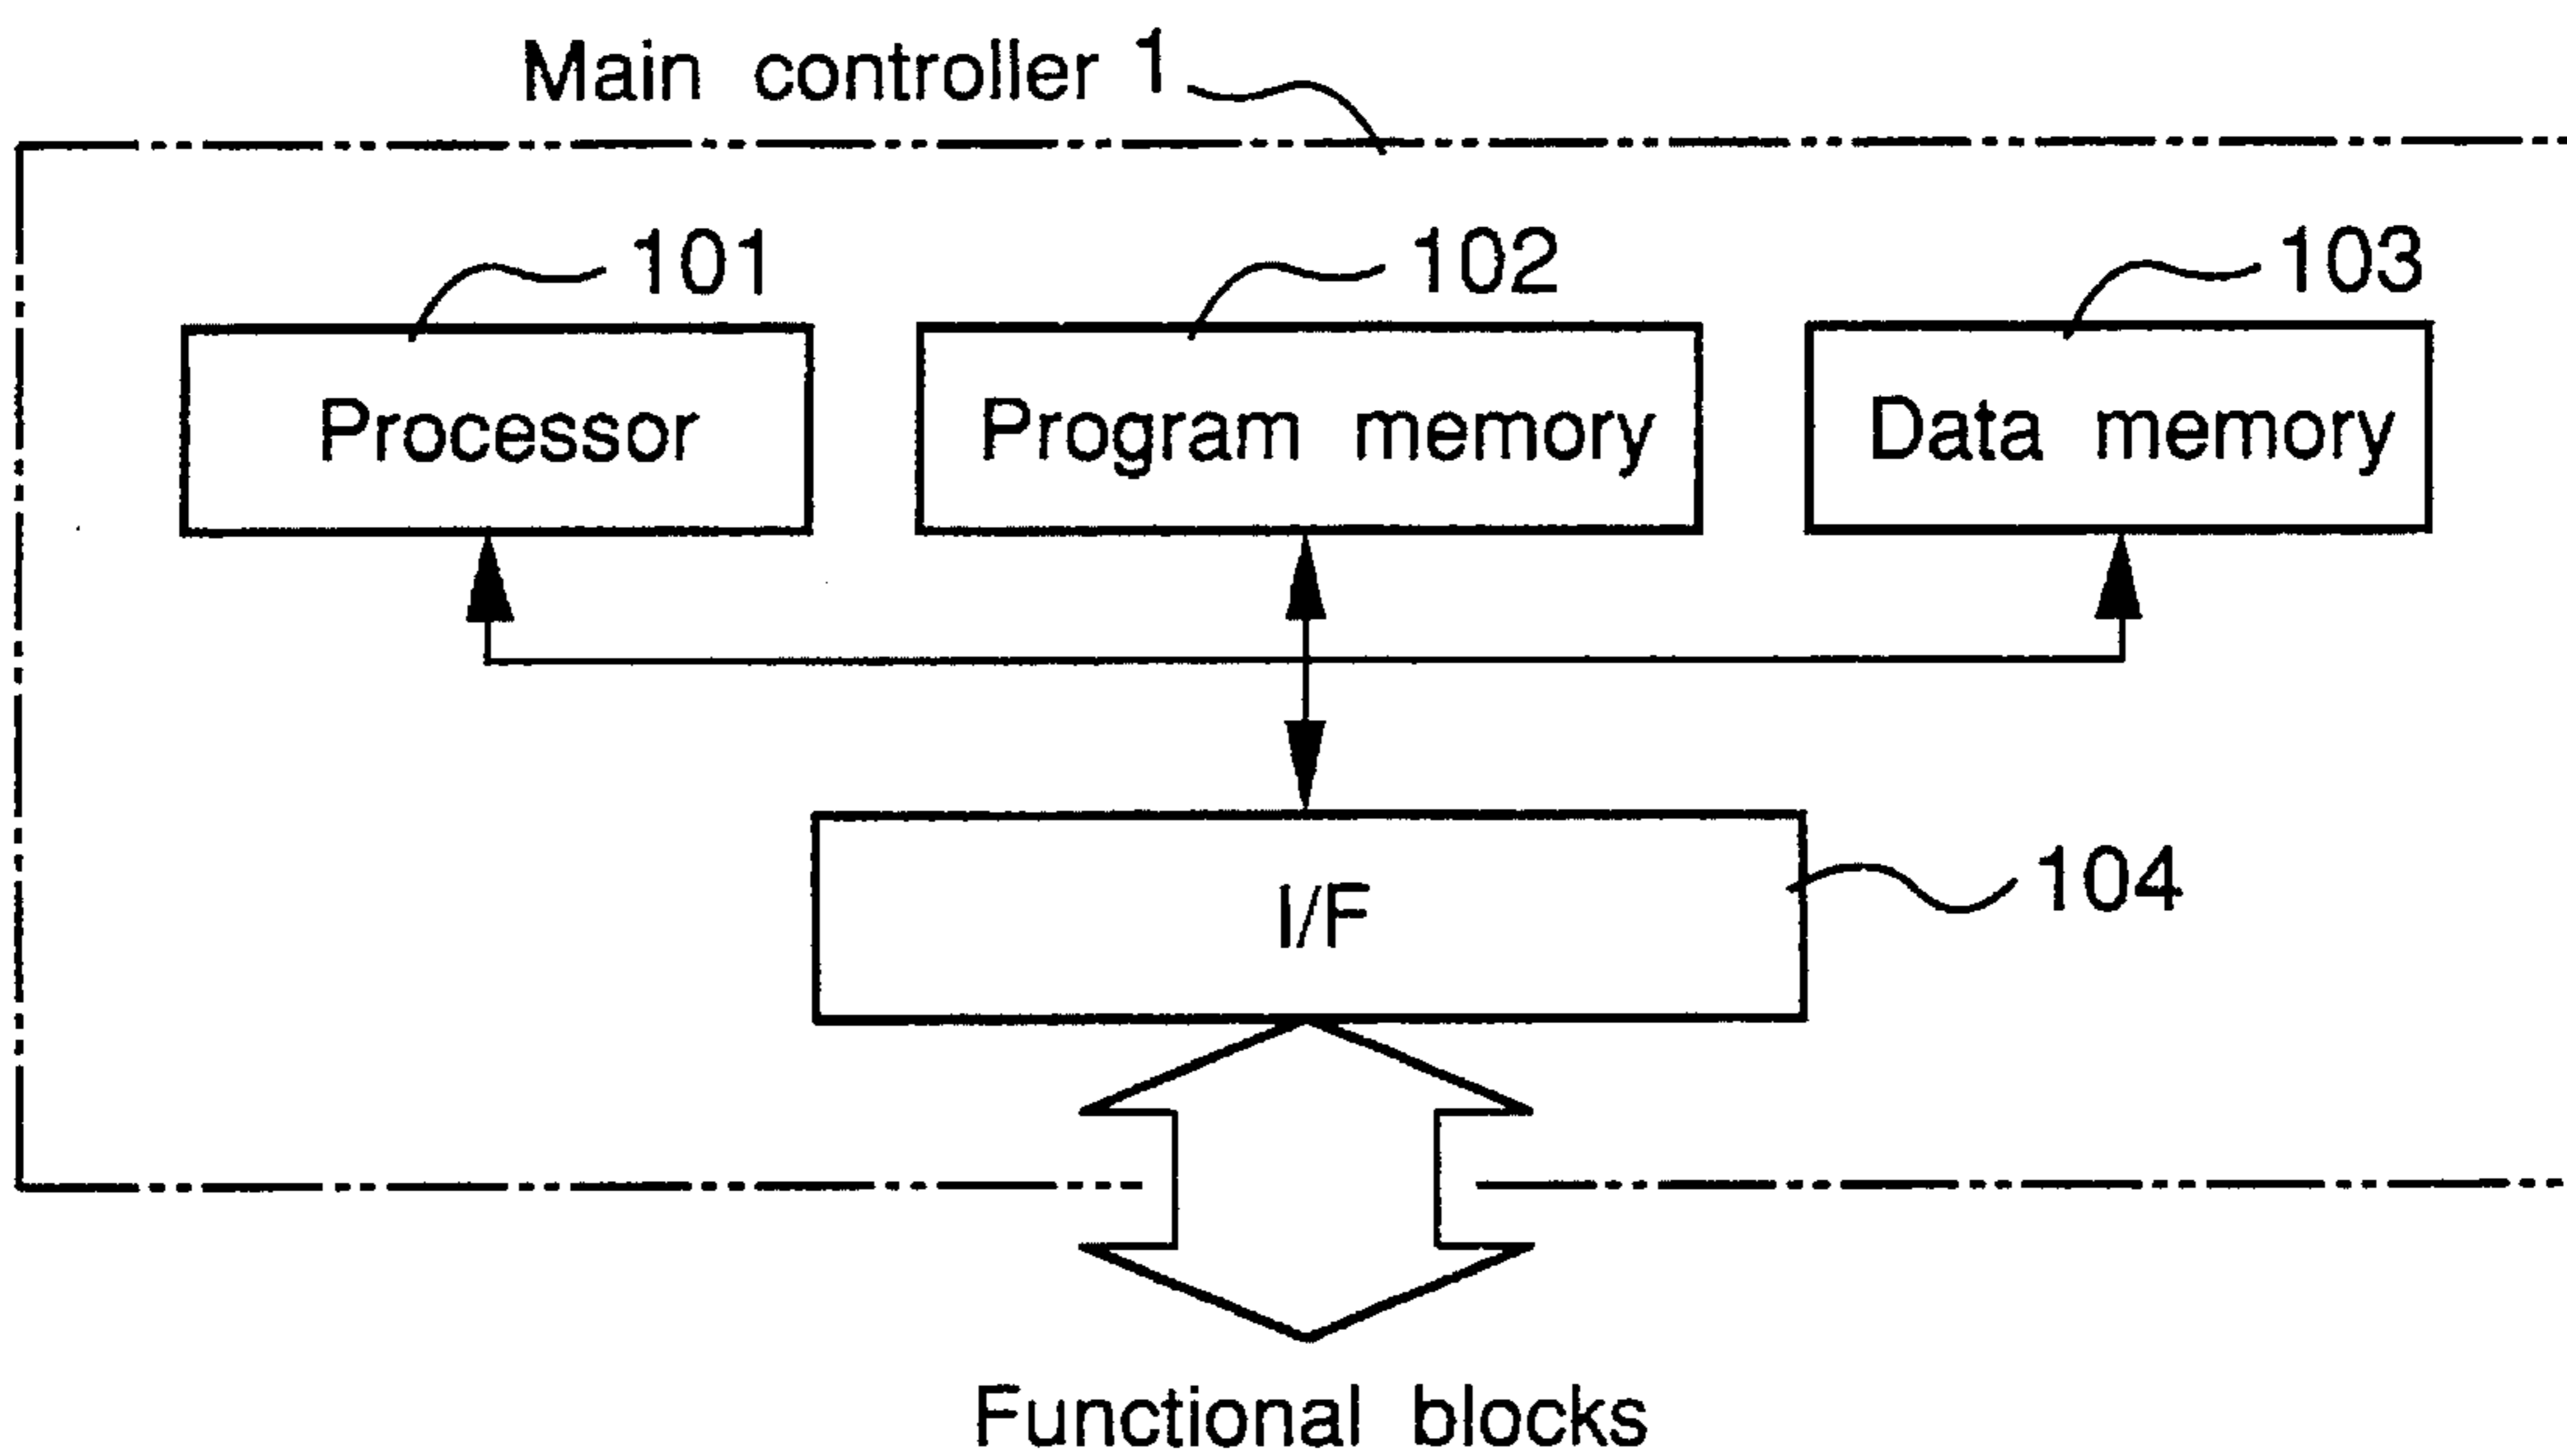 Main controller 1
101
102
103
Processor
Program memory
Data memory
I/F
104
Functional blocks